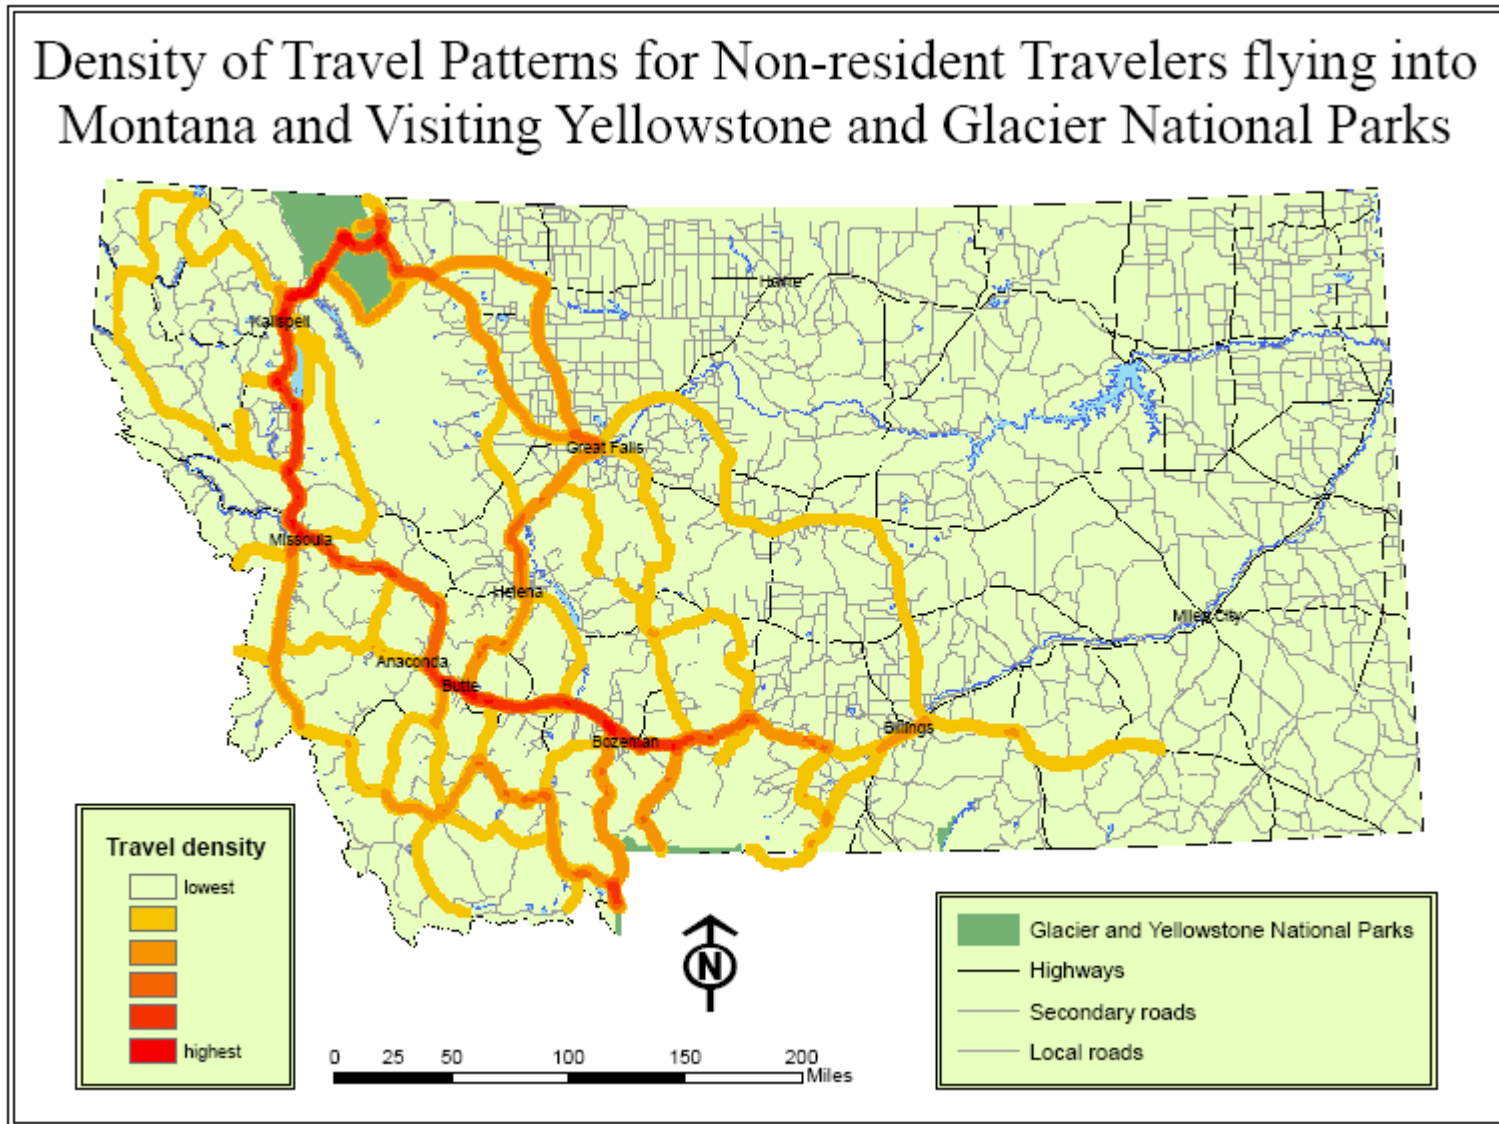 Density of Travel Patterns for Non-resident Travelers flying into
Montana and Visiting Yellowstone and Glacier National Parks
Havre
Kalispell
Great Falls
Missoula
Helena
Miles City
Anaconda
Butte
Billings
Bozeman
Travel density
lowest
highest
N
0 25 50 100 150 200
Miles
Glacier and Yellowstone National Parks
Highways
Secondary roads
Local roads